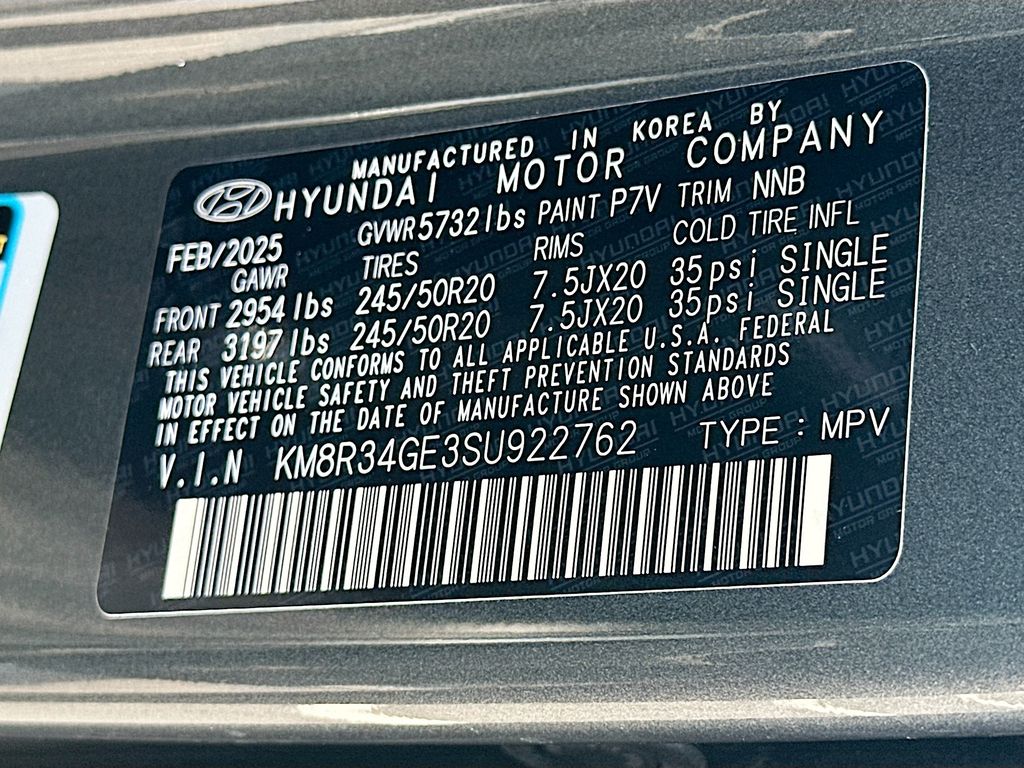 MANUFACTURED IN KOREA BY
HYUNDAI MOTOR COMPANY
FEB/2025 GVWR 5732 lbs PAINT P7V TRIM NNB
GAWR TIRES RIMS COLD TIRE INFL
FRONT 2954 lbs 245/50R20 7.5JX20 35psi SINGLE
REAR 3197 lbs 245/50R20 7.5JX20 35psi SINGLE
THIS VEHICLE CONFORMS TO ALL APPLICABLE U.S.A. FEDERAL
MOTOR VEHICLE SAFETY AND THEFT PREVENTION STANDARDS
IN EFFECT ON THE DATE OF MANUFACTURE SHOWN ABOVE
V.I.N KM8R34GE3SU922762 TYPE : MPV